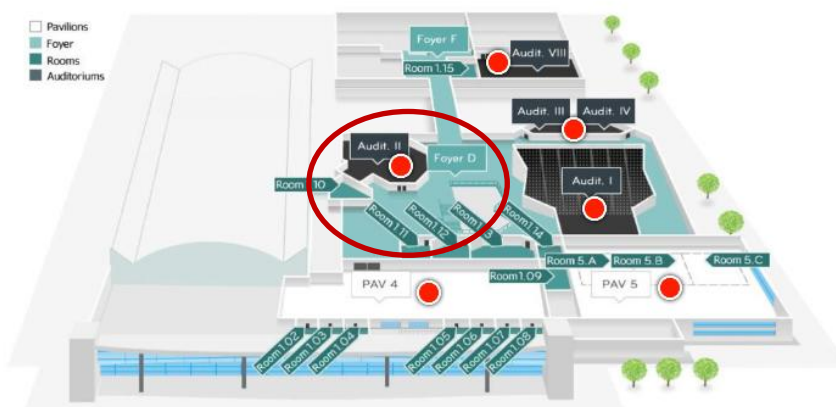 Pavilions
Foyer
Rooms
Auditoriums
Foyer F
Audit. VIII
Room 1.15
Audit. III
Audit. IV
Audit. II
Foyer D
Audit. I
Room 1.10
Room 1.11
Room 1.12
Room 1.13
Room 1.14
Room 5.A
Room 5.B
Room 5.C
Room 1.09
PAV 4
PAV 5
Room 1.02
Room 1.03
Room 1.04
Room 1.05
Room 1.06
Room 1.07
Room 1.08